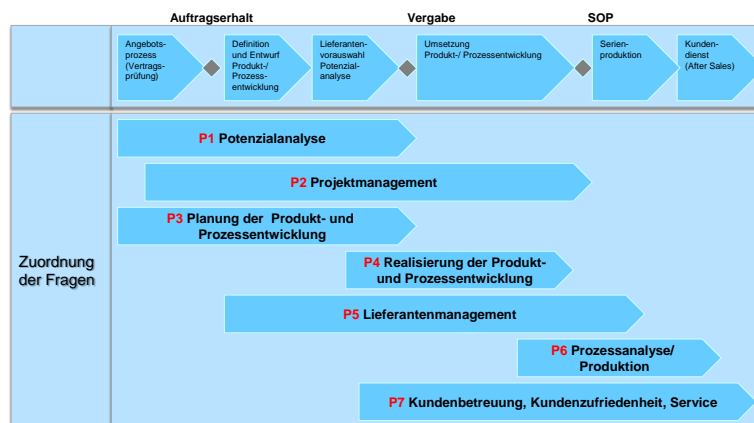 Auftragserhalt
Vergabe
SOP
Angebots-
prozess
(Vertrags-
prüfung)
Definition
und Entwurf
Produkt-/
Prozess-
entwicklung
Lieferanten-
vorauswahl
Potenzial-
analyse
Umsetzung
Produkt-/ Prozessentwicklung
Serien-
produktion
Kunden-
dienst
(After Sales)
Zuordnung
der Fragen
P1 Potenzialanalyse
P2 Projektmanagement
P3 Planung der Produkt- und
Prozessentwicklung
P4 Realisierung der Produkt-
und Prozessentwicklung
P5 Lieferantenmanagement
P6 Prozessanalyse/
Produktion
P7 Kundenbetreuung, Kundenzufriedenheit, Service